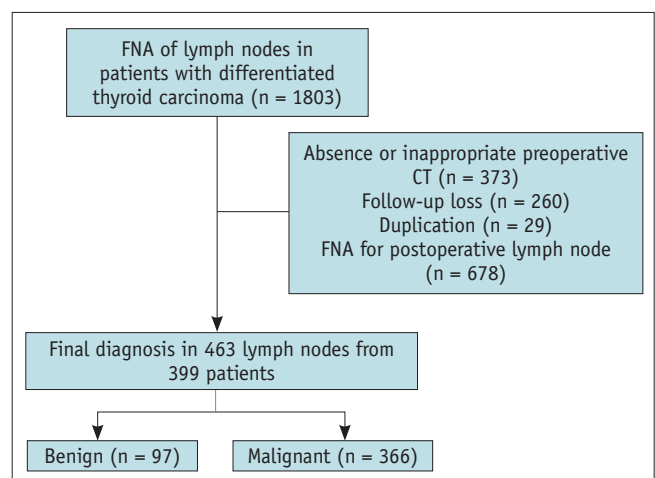 FNA of lymph nodes in
patients with differentiated
thyroid carcinoma (n = 1803)
Absence or inappropriate preoperative
CT (n = 373)
Follow-up loss (n = 260)
Duplication (n = 29)
FNA for postoperative lymph node
(n = 678)
Final diagnosis in 463 lymph nodes from
399 patients
Benign (n = 97)
Malignant (n = 366)